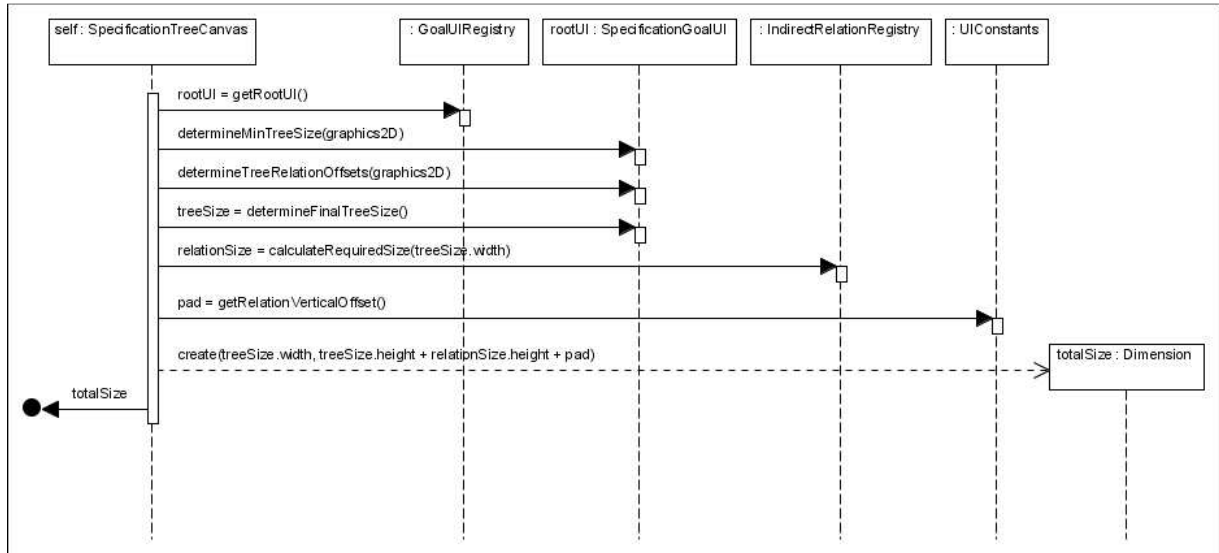 self : SpecificationTreeCanvas
: GoalUIRegistry
rootUI : SpecificationGoalUI
: IndirectRelationRegistry
: UIConstants
rootUI = getRootUI()
determineMinTreeSize(graphics2D)
determineTreeRelationOffsets(graphics2D)
treeSize = determineFinalTreeSize()
relationSize = calculateRequiredSize(treeSize.width)
pad = getRelationVerticalOffset()
create(treeSize.width, treeSize.height + relationSize.height + pad)
totalSize : Dimension
totalSize